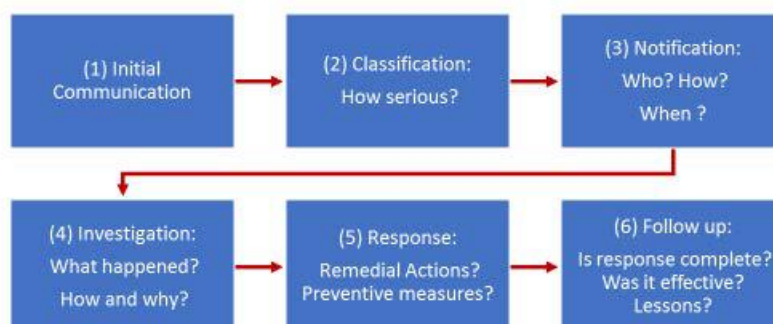 (1) Initial
Communication
(2) Classification:
How serious?
(3) Notification:
Who? How?
When ?
(4) Investigation:
What happened?
How and why?
(5) Response:
Remedial Actions?
Preventive measures?
(6) Follow up:
Is response complete?
Was it effective?
Lessons?